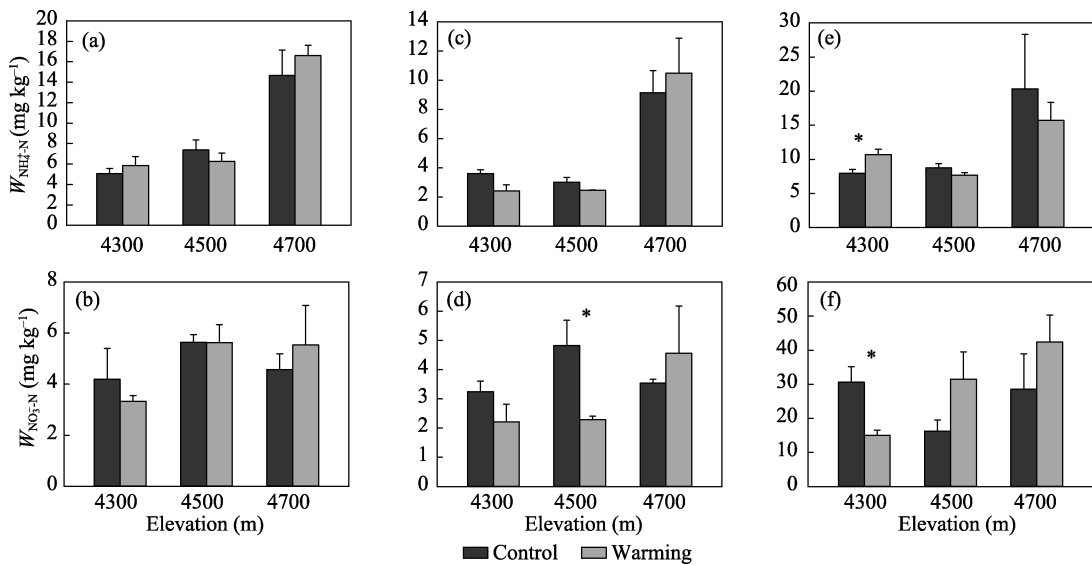 (a)
W NH₄⁺-N (mg kg⁻¹)
20
18
16
14
12
10
8
6
4
2
0
4300 4500 4700
(c)
14
12
10
8
6
4
2
0
4300 4500 4700
(e)
30
25
20
15
10
5
0
*
4300 4500 4700
(b)
W NO₃⁻-N (mg kg⁻¹)
8
6
4
2
0
4300 4500 4700
Elevation (m)
(d)
7
6
5
4
3
2
1
0
*
4300 4500 4700
Elevation (m)
(f)
60
50
40
30
20
10
0
*
4300 4500 4700
Elevation (m)
Control Warming